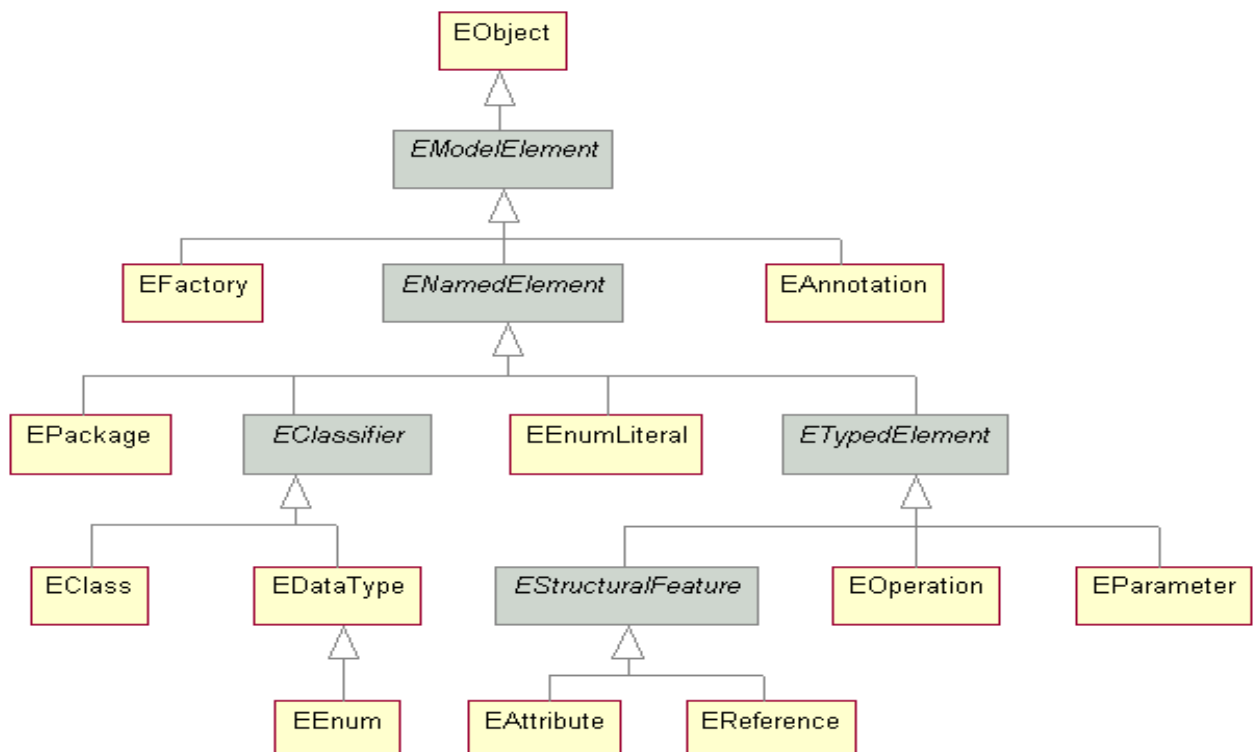 EObject
EModelElement
EFactory
ENamedElement
EAnnotation
EPackage
EClassifier
EEnumLiteral
ETypedElement
EClass
EDataType
EStructuralFeature
EOperation
EParameter
EEnum
EAttribute
EReference